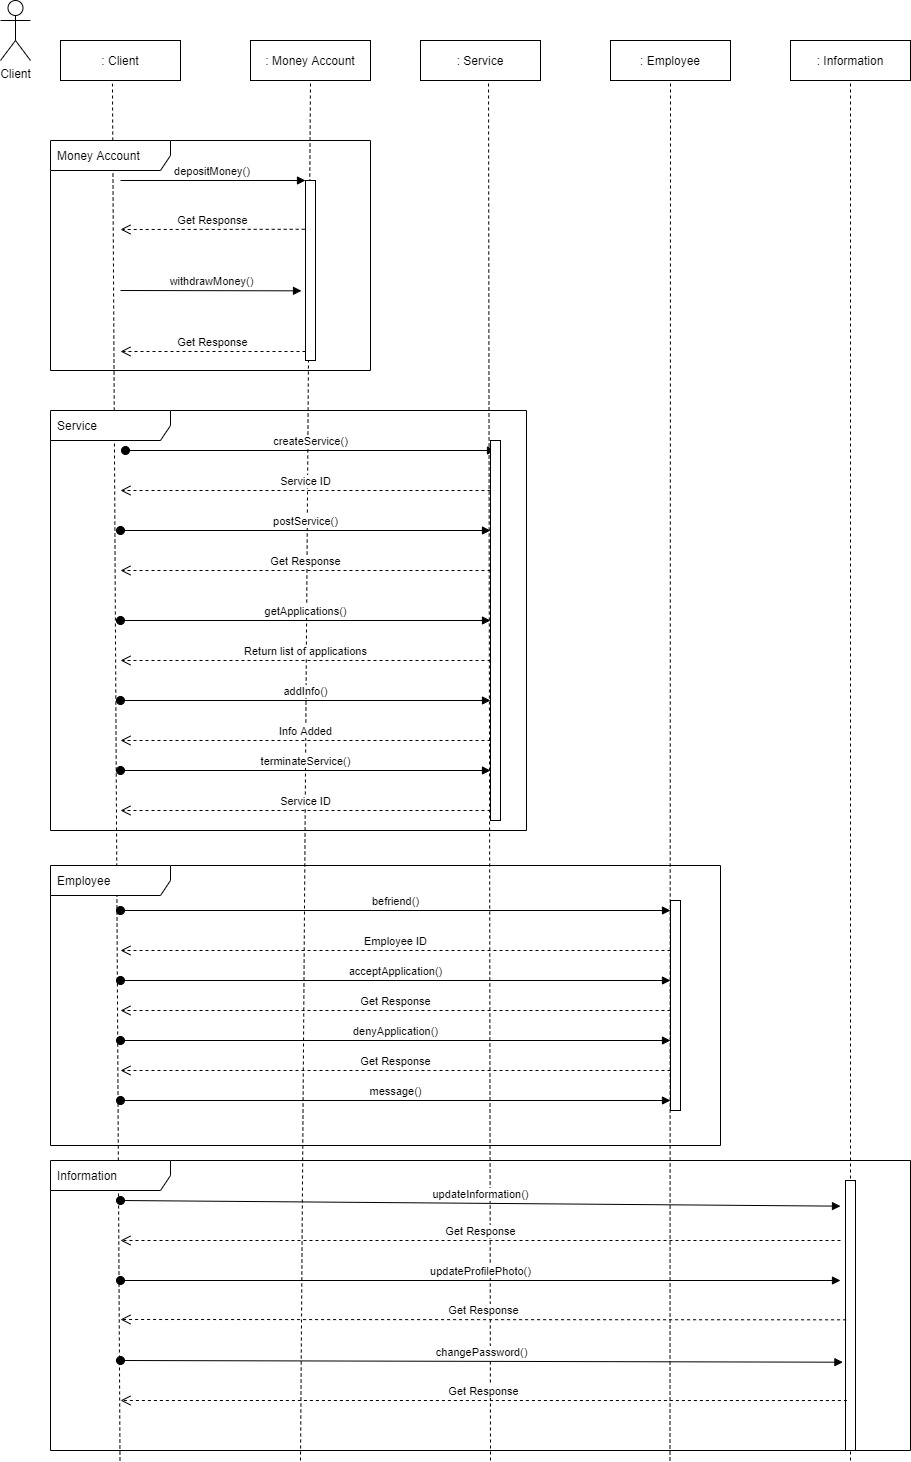 Client
: Client
: Money Account
: Service
: Employee
: Information
Money Account
depositMoney()
Get Response
withdrawMoney()
Get Response
Service
createService()
Service ID
postService()
Get Response
getApplications()
Return list of applications
addInfo()
Info Added
terminateService()
Service ID
Employee
befriend()
Employee ID
acceptApplication()
Get Response
denyApplication()
Get Response
message()
Information
updateInformation()
Get Response
updateProfilePhoto()
Get Response
changePassword()
Get Response